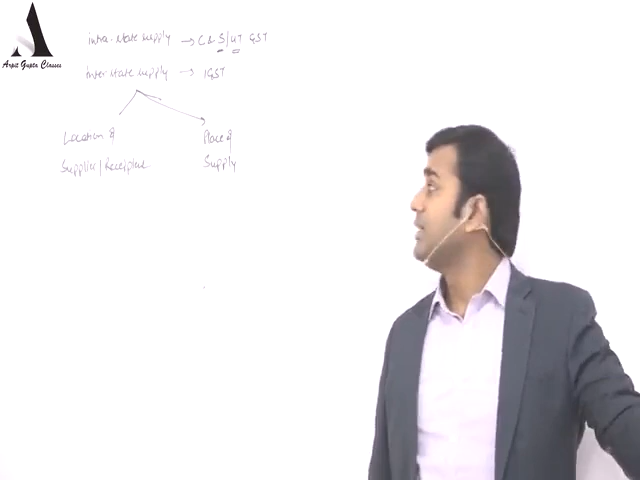 Arpit Gupta Classes
intra-state supply → C & S/UT GST
inter-state supply → IGST
Location of
Supplier/Recipient
Place of
Supply